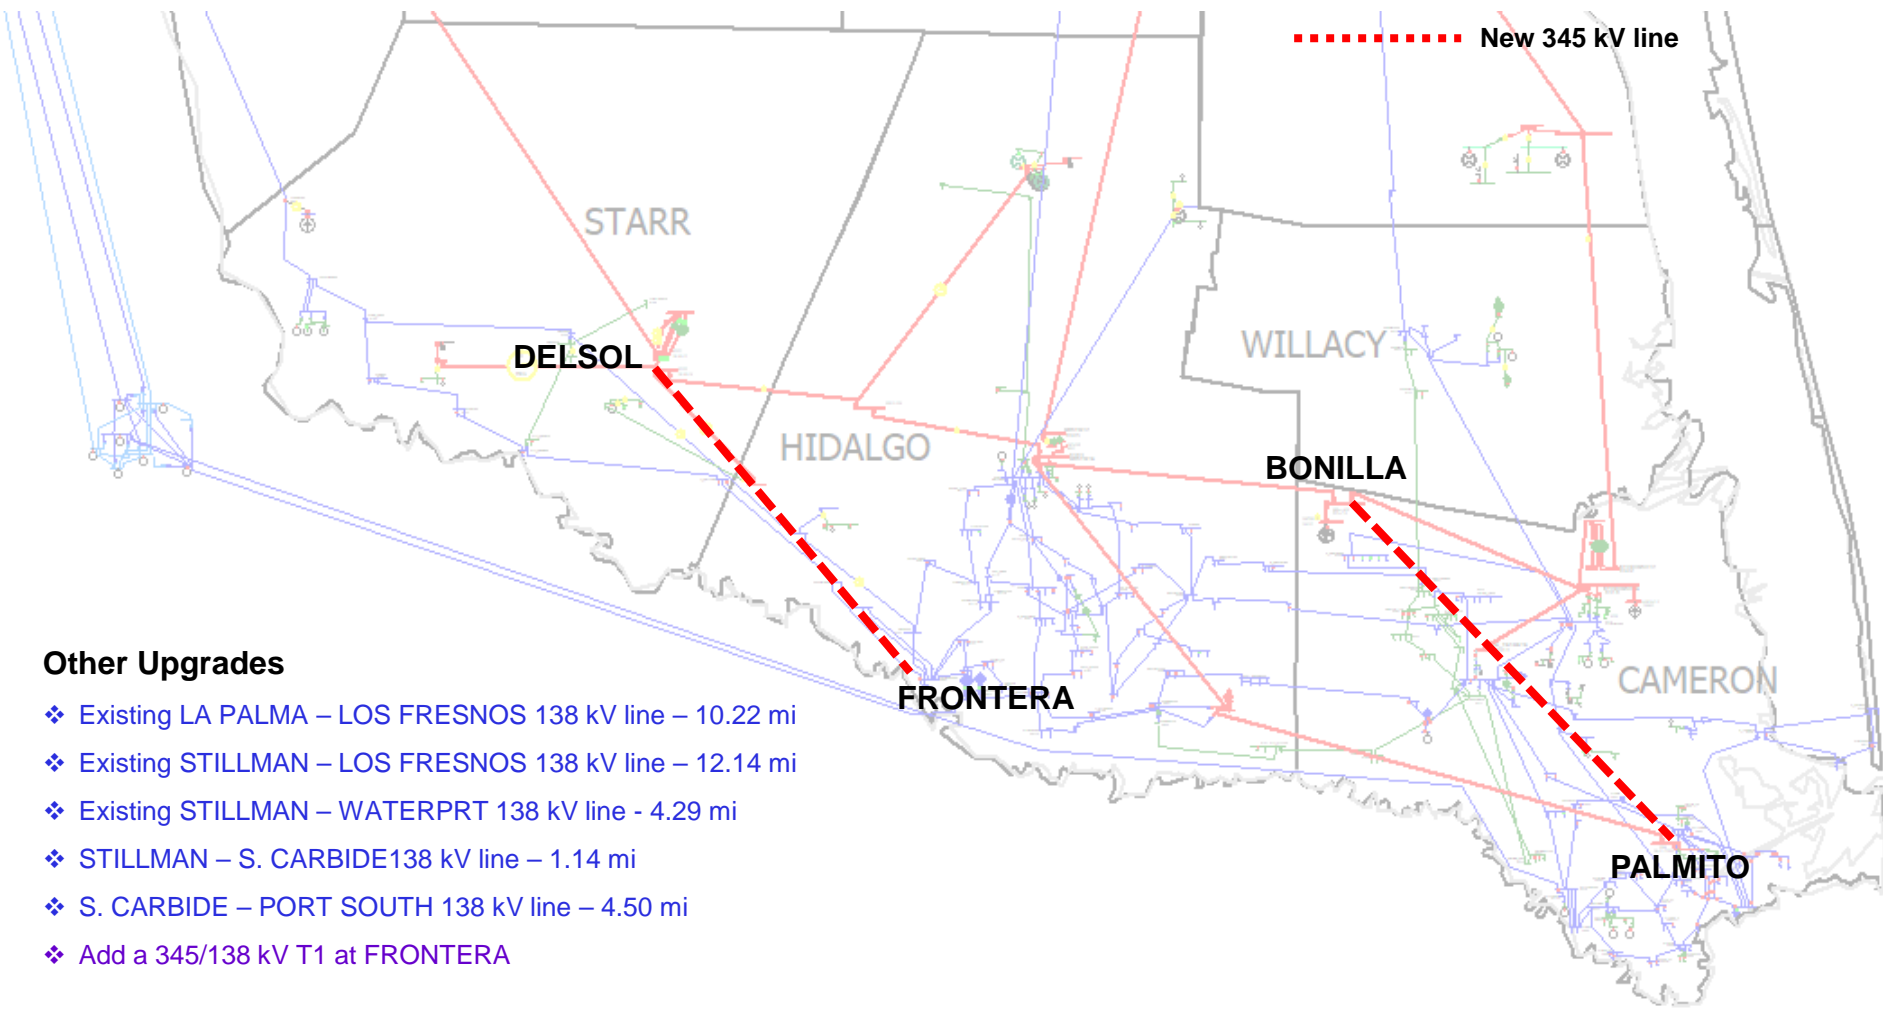 New 345 kV line
STARR
WILLACY
DELSOL
HIDALGO
BONILLA
CAMERON
FRONTERA
PALMITO
Other Upgrades
❖ Existing LA PALMA – LOS FRESNOS 138 kV line – 10.22 mi
❖ Existing STILLMAN – LOS FRESNOS 138 kV line – 12.14 mi
❖ Existing STILLMAN – WATERPRT 138 kV line - 4.29 mi
❖ STILLMAN – S. CARBIDE138 kV line – 1.14 mi
❖ S. CARBIDE – PORT SOUTH 138 kV line – 4.50 mi
❖ Add a 345/138 kV T1 at FRONTERA